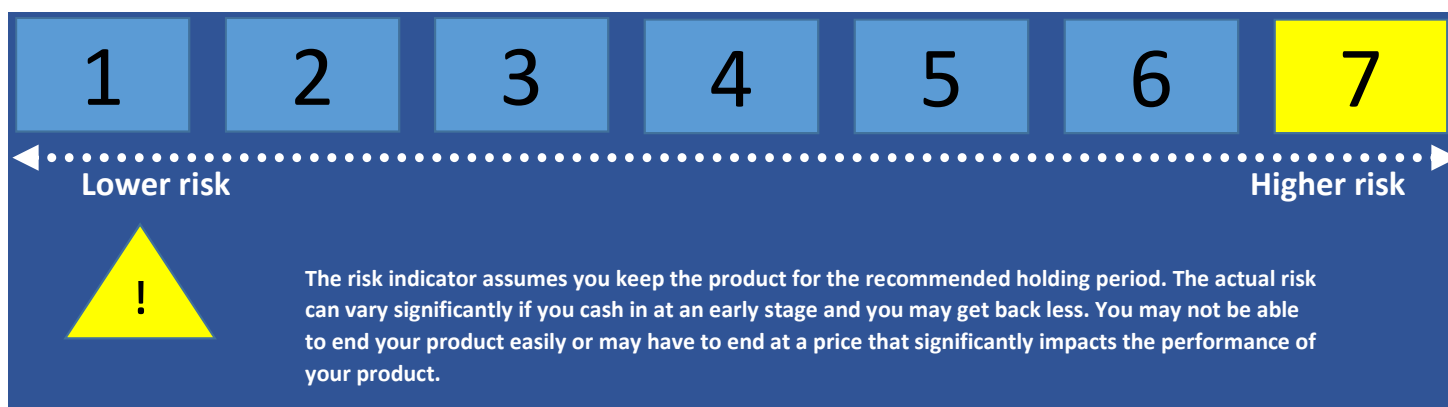 1 2 3 4 5 6 7
Lower risk Higher risk
!
The risk indicator assumes you keep the product for the recommended holding period. The actual risk
can vary significantly if you cash in at an early stage and you may get back less. You may not be able
to end your product easily or may have to end at a price that significantly impacts the performance of
your product.